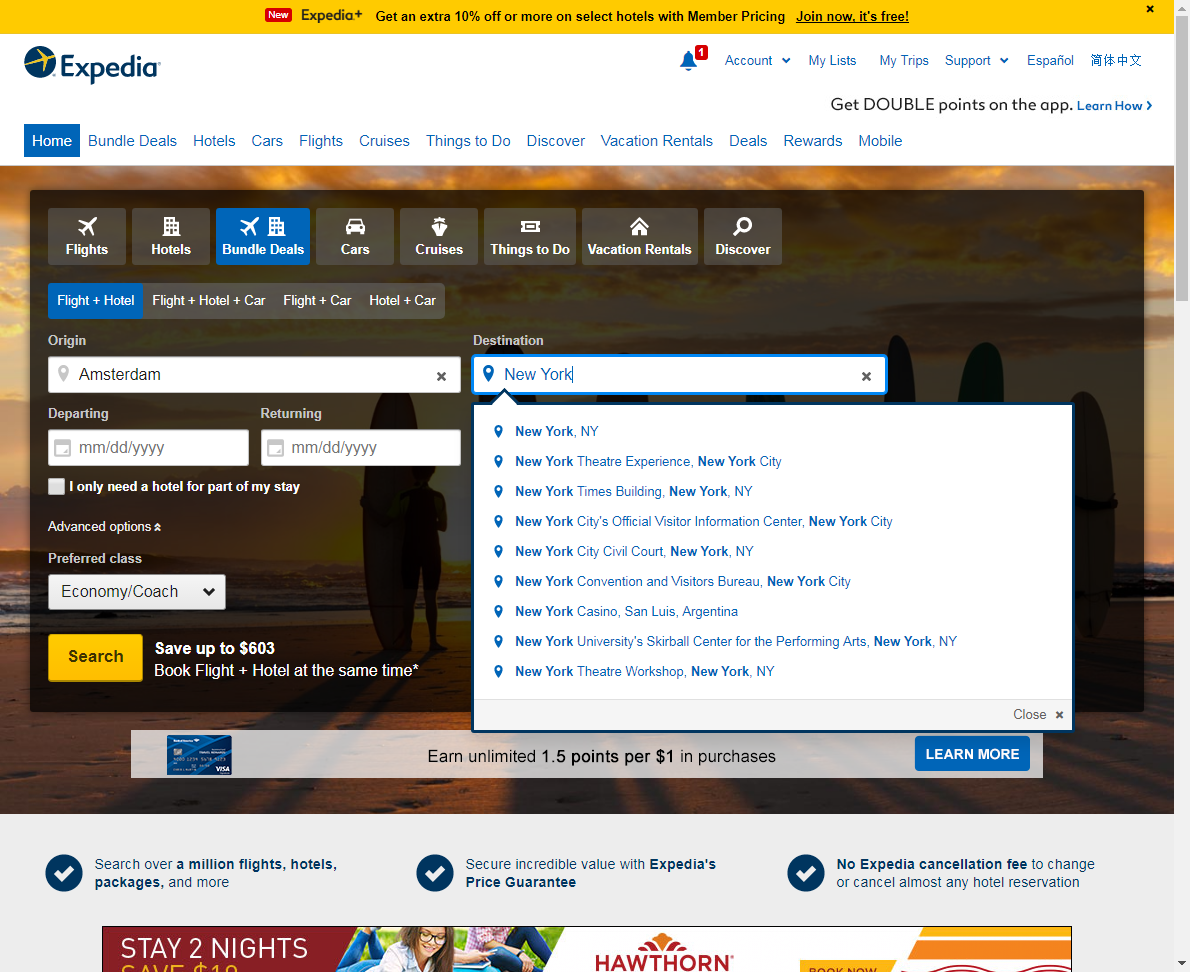 New Expedia+ Get an extra 10% off or more on select hotels with Member Pricing Join now, it's free!
Expedia
1
Account My Lists My Trips Support Español 简体中文
Get DOUBLE points on the app. Learn How
Home Bundle Deals Hotels Cars Flights Cruises Things to Do Discover Vacation Rentals Deals Rewards Mobile
Flights Hotels Bundle Deals Cars Cruises Things to Do Vacation Rentals Discover
Flight + Hotel Flight + Hotel + Car Flight + Car Hotel + Car
Origin Destination
Amsterdam New York
Departing Returning
mm/dd/yyyy mm/dd/yyyy
I only need a hotel for part of my stay
Advanced options
Preferred class
Economy/Coach
Search
Save up to $603
Book Flight + Hotel at the same time*
New York, NY
New York Theatre Experience, New York City
New York Times Building, New York, NY
New York City's Official Visitor Information Center, New York City
New York City Civil Court, New York, NY
New York Convention and Visitors Bureau, New York City
New York Casino, San Luis, Argentina
New York University's Skirball Center for the Performing Arts, New York, NY
New York Theatre Workshop, New York, NY
Close
VISA
Earn unlimited 1.5 points per $1 in purchases
LEARN MORE
Search over a million flights, hotels,
packages, and more
Secure incredible value with Expedia's
Price Guarantee
No Expedia cancellation fee to change
or cancel almost any hotel reservation
STAY 2 NIGHTS
SAVE $10
HAWTHORN
BOOK NOW